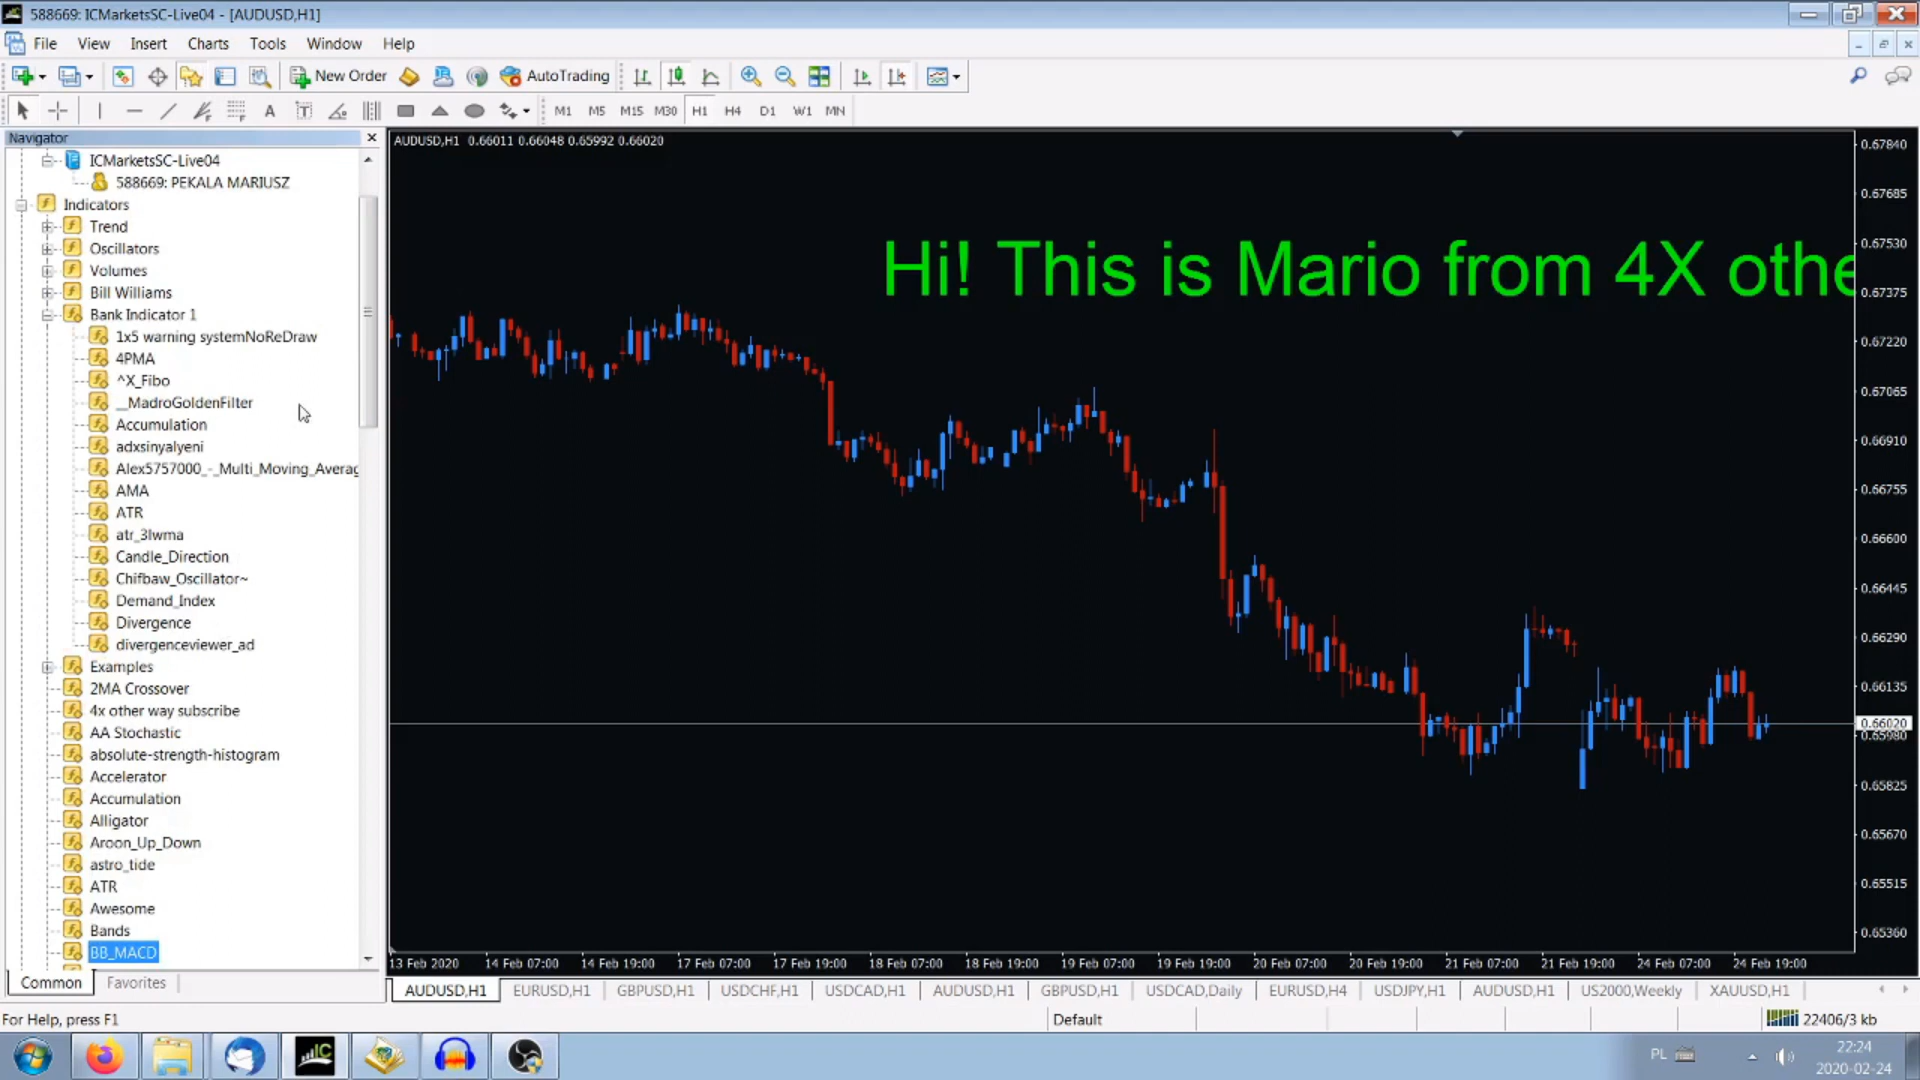 588669: ICMarketsSC-Live04 - [AUDUSD,H1]
File View Insert Charts Tools Window Help
New Order AutoTrading
A T M1 M5 M15 M30 H1 H4 D1 W1 MN
Navigator
ICMarketsSC-Live04
588669: PEKALA MARIUSZ
Indicators
Trend
Oscillators
Volumes
Bill Williams
Bank Indicator 1
1x5 warning systemNoReDraw
4PMA
^X_Fibo
__MadroGoldenFilter
Accumulation
adxsinyalyeni
Alex5757000_-_Multi_Moving_Averag
AMA
ATR
atr_3lwma
Candle_Direction
Chifbaw_Oscillator~
Demand_Index
Divergence
divergenceviewer_ad
Examples
2MA Crossover
4x other way subscribe
AA Stochastic
absolute-strength-histogram
Accelerator
Accumulation
Alligator
Aroon_Up_Down
astro_tide
ATR
Awesome
Bands
BB_MACD
Common Favorites
AUDUSD,H1 0.66011 0.66048 0.65992 0.66020
Hi! This is Mario from 4X othe
0.67840
0.67685
0.67530
0.67375
0.67220
0.67065
0.66910
0.66755
0.66600
0.66445
0.66290
0.66135
0.66020
0.65980
0.65825
0.65670
0.65515
0.65360
13 Feb 2020 14 Feb 07:00 14 Feb 19:00 17 Feb 07:00 17 Feb 19:00 18 Feb 07:00 18 Feb 19:00 19 Feb 07:00 19 Feb 19:00 20 Feb 07:00 20 Feb 19:00 21 Feb 07:00 21 Feb 19:00 24 Feb 07:00 24 Feb 19:00
AUDUSD,H1 EURUSD,H1 GBPUSD,H1 USDCHF,H1 USDCAD,H1 AUDUSD,H1 GBPUSD,H1 USDCAD,Daily EURUSD,H4 USDJPY,H1 AUDUSD,H1 US2000,Weekly XAUUSD,H1
For Help, press F1 Default 22406/3 kb
IC PL 22:24
2020-02-24